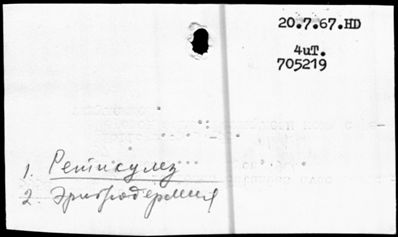 20.7.67.HD
4uT.
705219
1. Ретикулез
2. Эритродермия